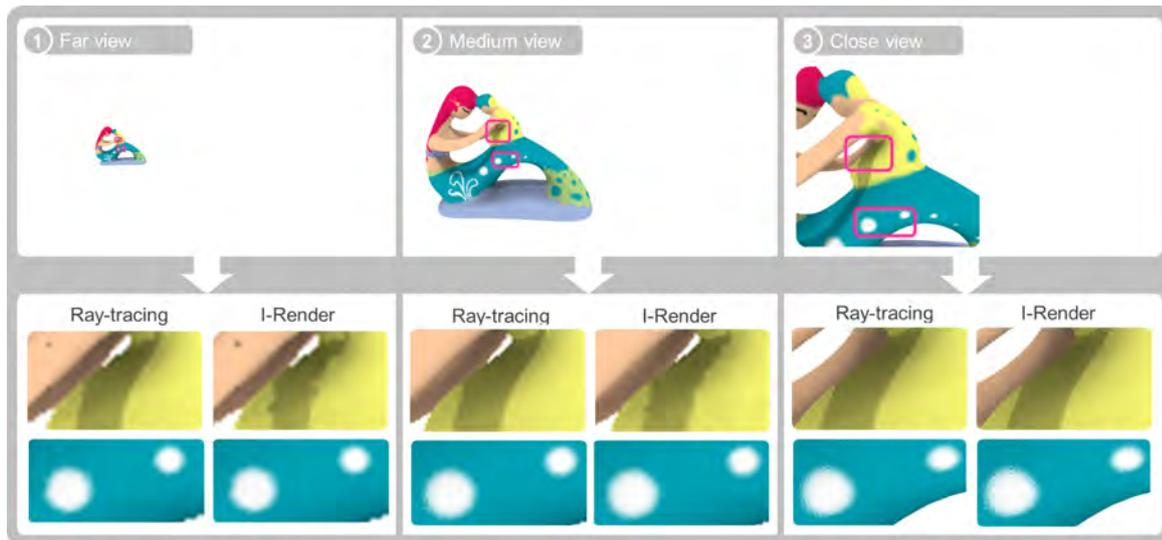 1 Far view
2 Medium view
3 Close view
Ray-tracing I-Render
Ray-tracing I-Render
Ray-tracing I-Render